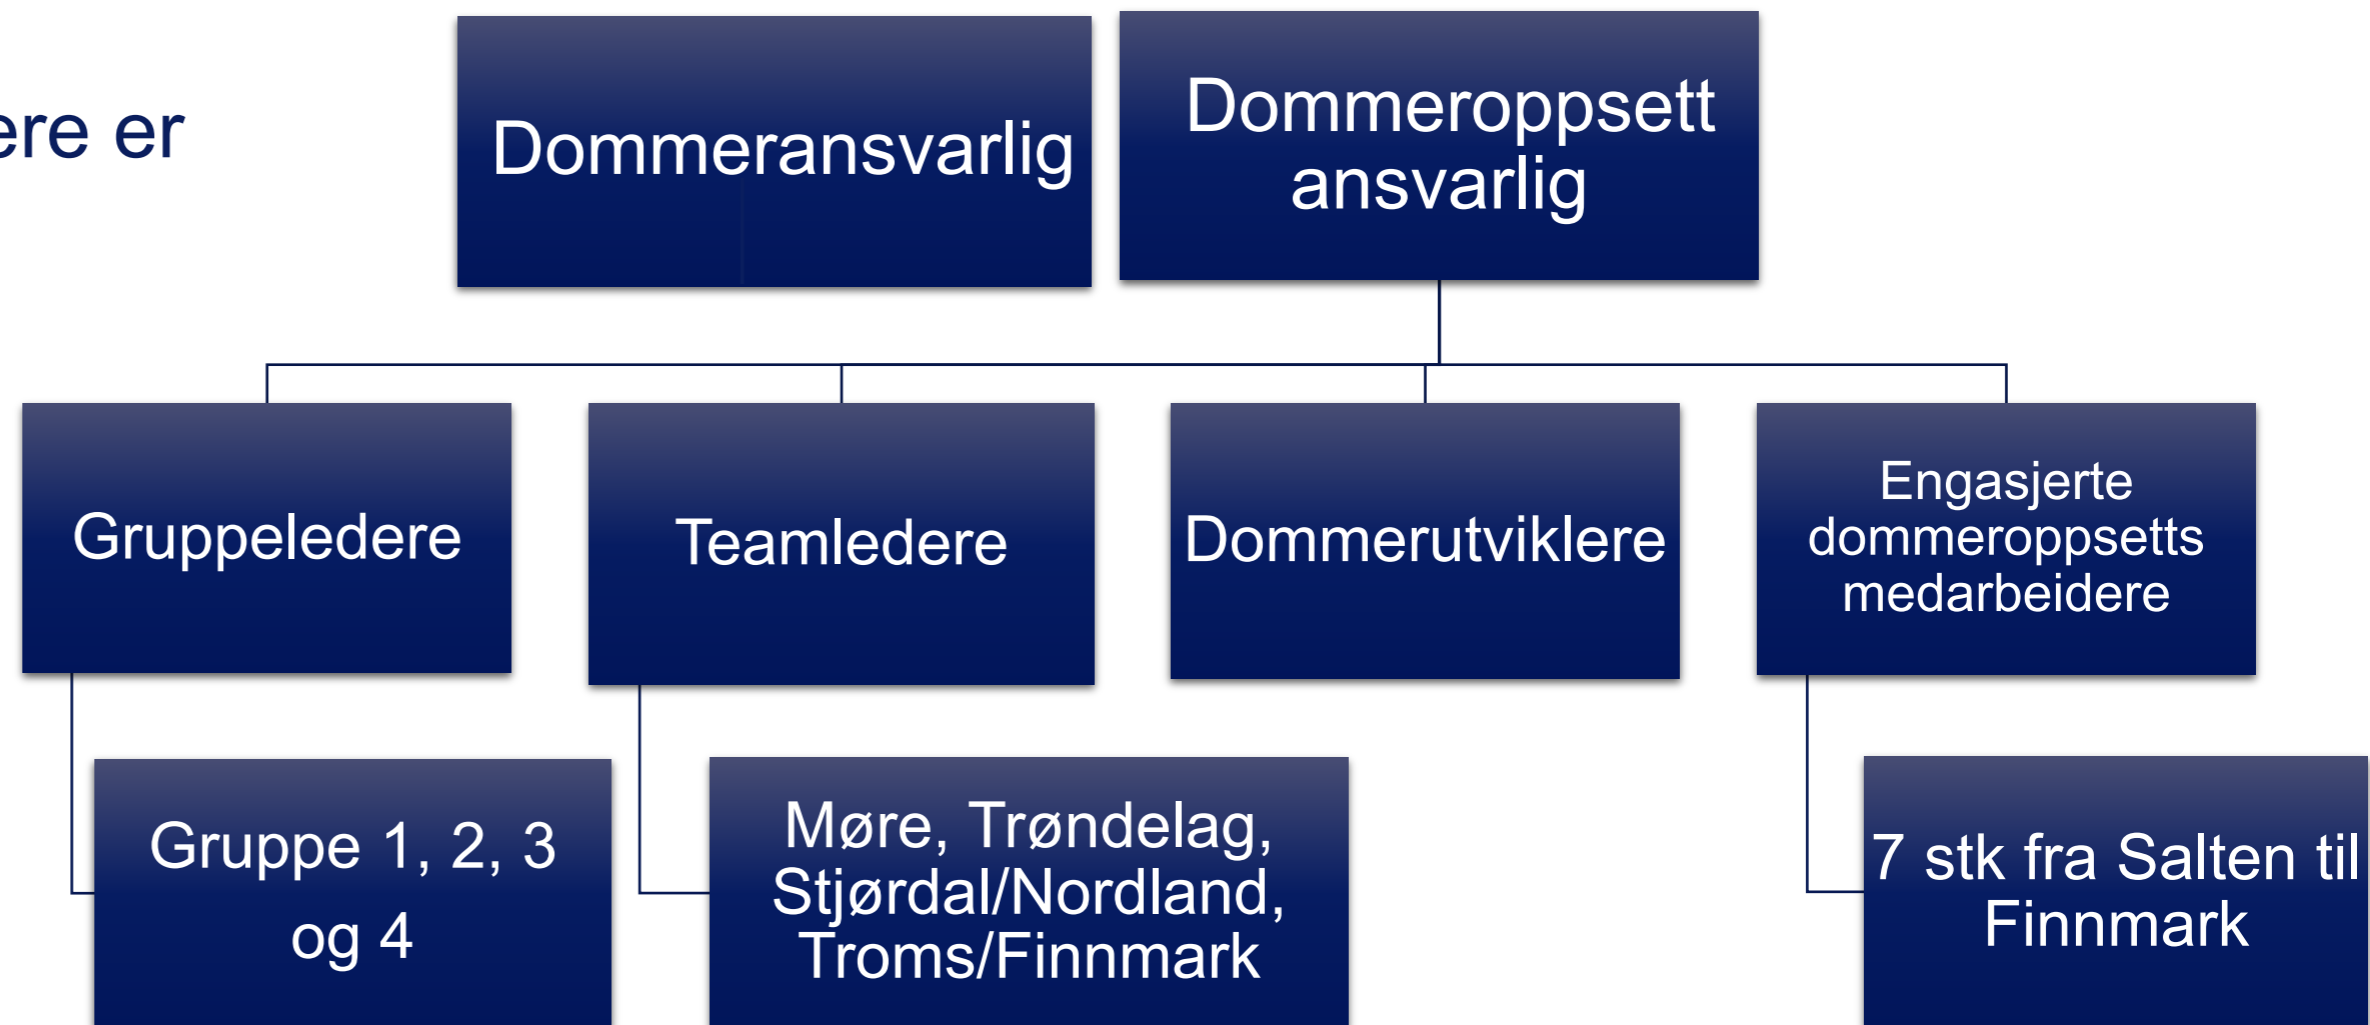 er
Dommeransvarlig
Dommeroppsett
ansvarlig
Gruppeledere
Teamledere
Dommerutviklere
Engasjerte
dommeroppsetts
medarbeidere
Gruppe 1, 2, 3
og 4
Møre, Trøndelag,
Stjørdal/Nordland,
Troms/Finnmark
7 stk fra Salten til
Finnmark